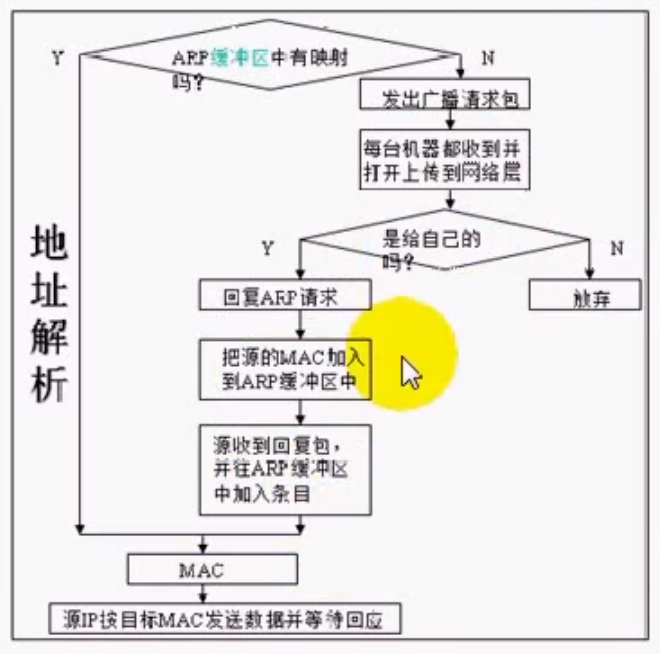 Y
ARP缓冲区中有映射
吗?
N
发出广播请求包
每台机器都收到并
打开上传到网络层
地址解析
Y
是给自己的
吗?
N
回复ARP请求
放弃
把源的MAC加入
到ARP缓冲区中
源收到回复包,
并往ARP缓冲区
中加入条目
MAC
源IP按目标MAC发送数据并等待回应